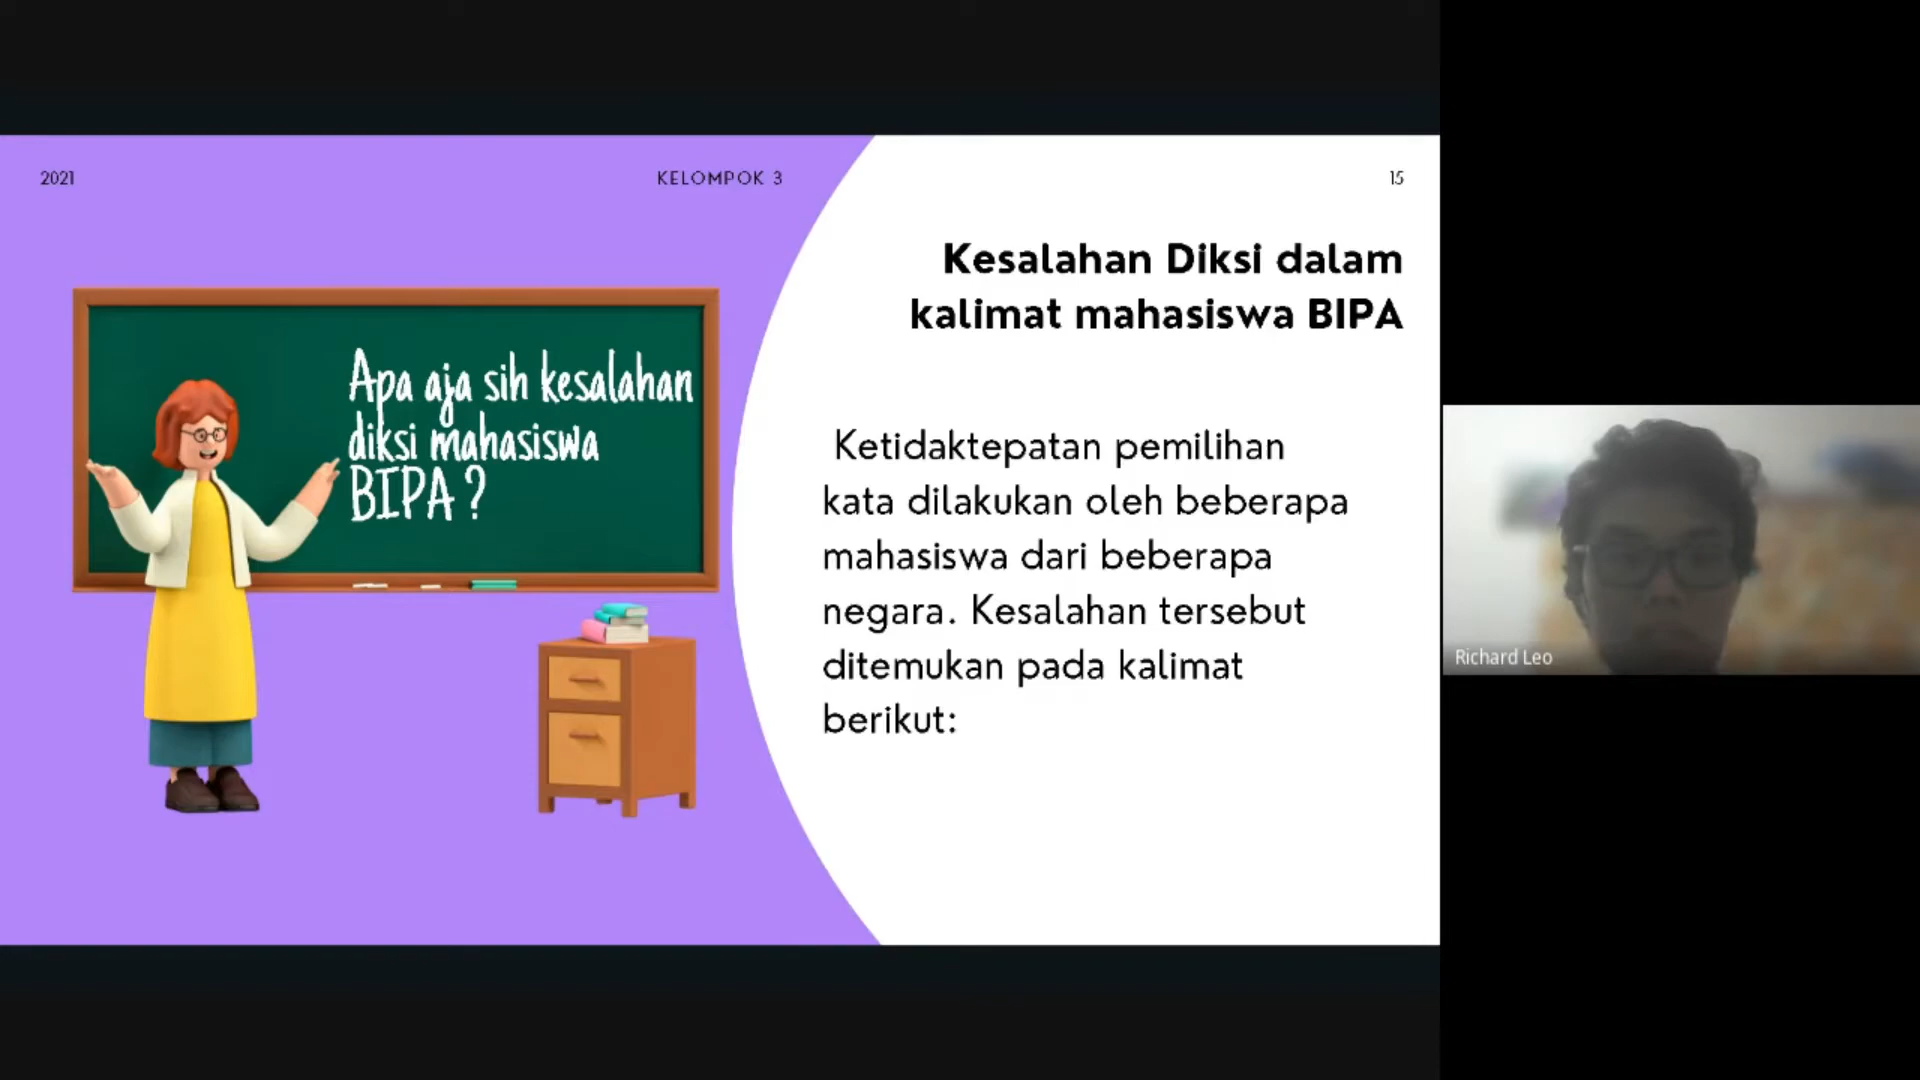 2021
KELOMPOK 3
15
Apa aja sih kesalahan
diksi mahasiswa
BIPA ?
Kesalahan Diksi dalam
kalimat mahasiswa BIPA
Ketidaktepatan pemilihan
kata dilakukan oleh beberapa
mahasiswa dari beberapa
negara. Kesalahan tersebut
ditemukan pada kalimat
berikut:
Richard Leo